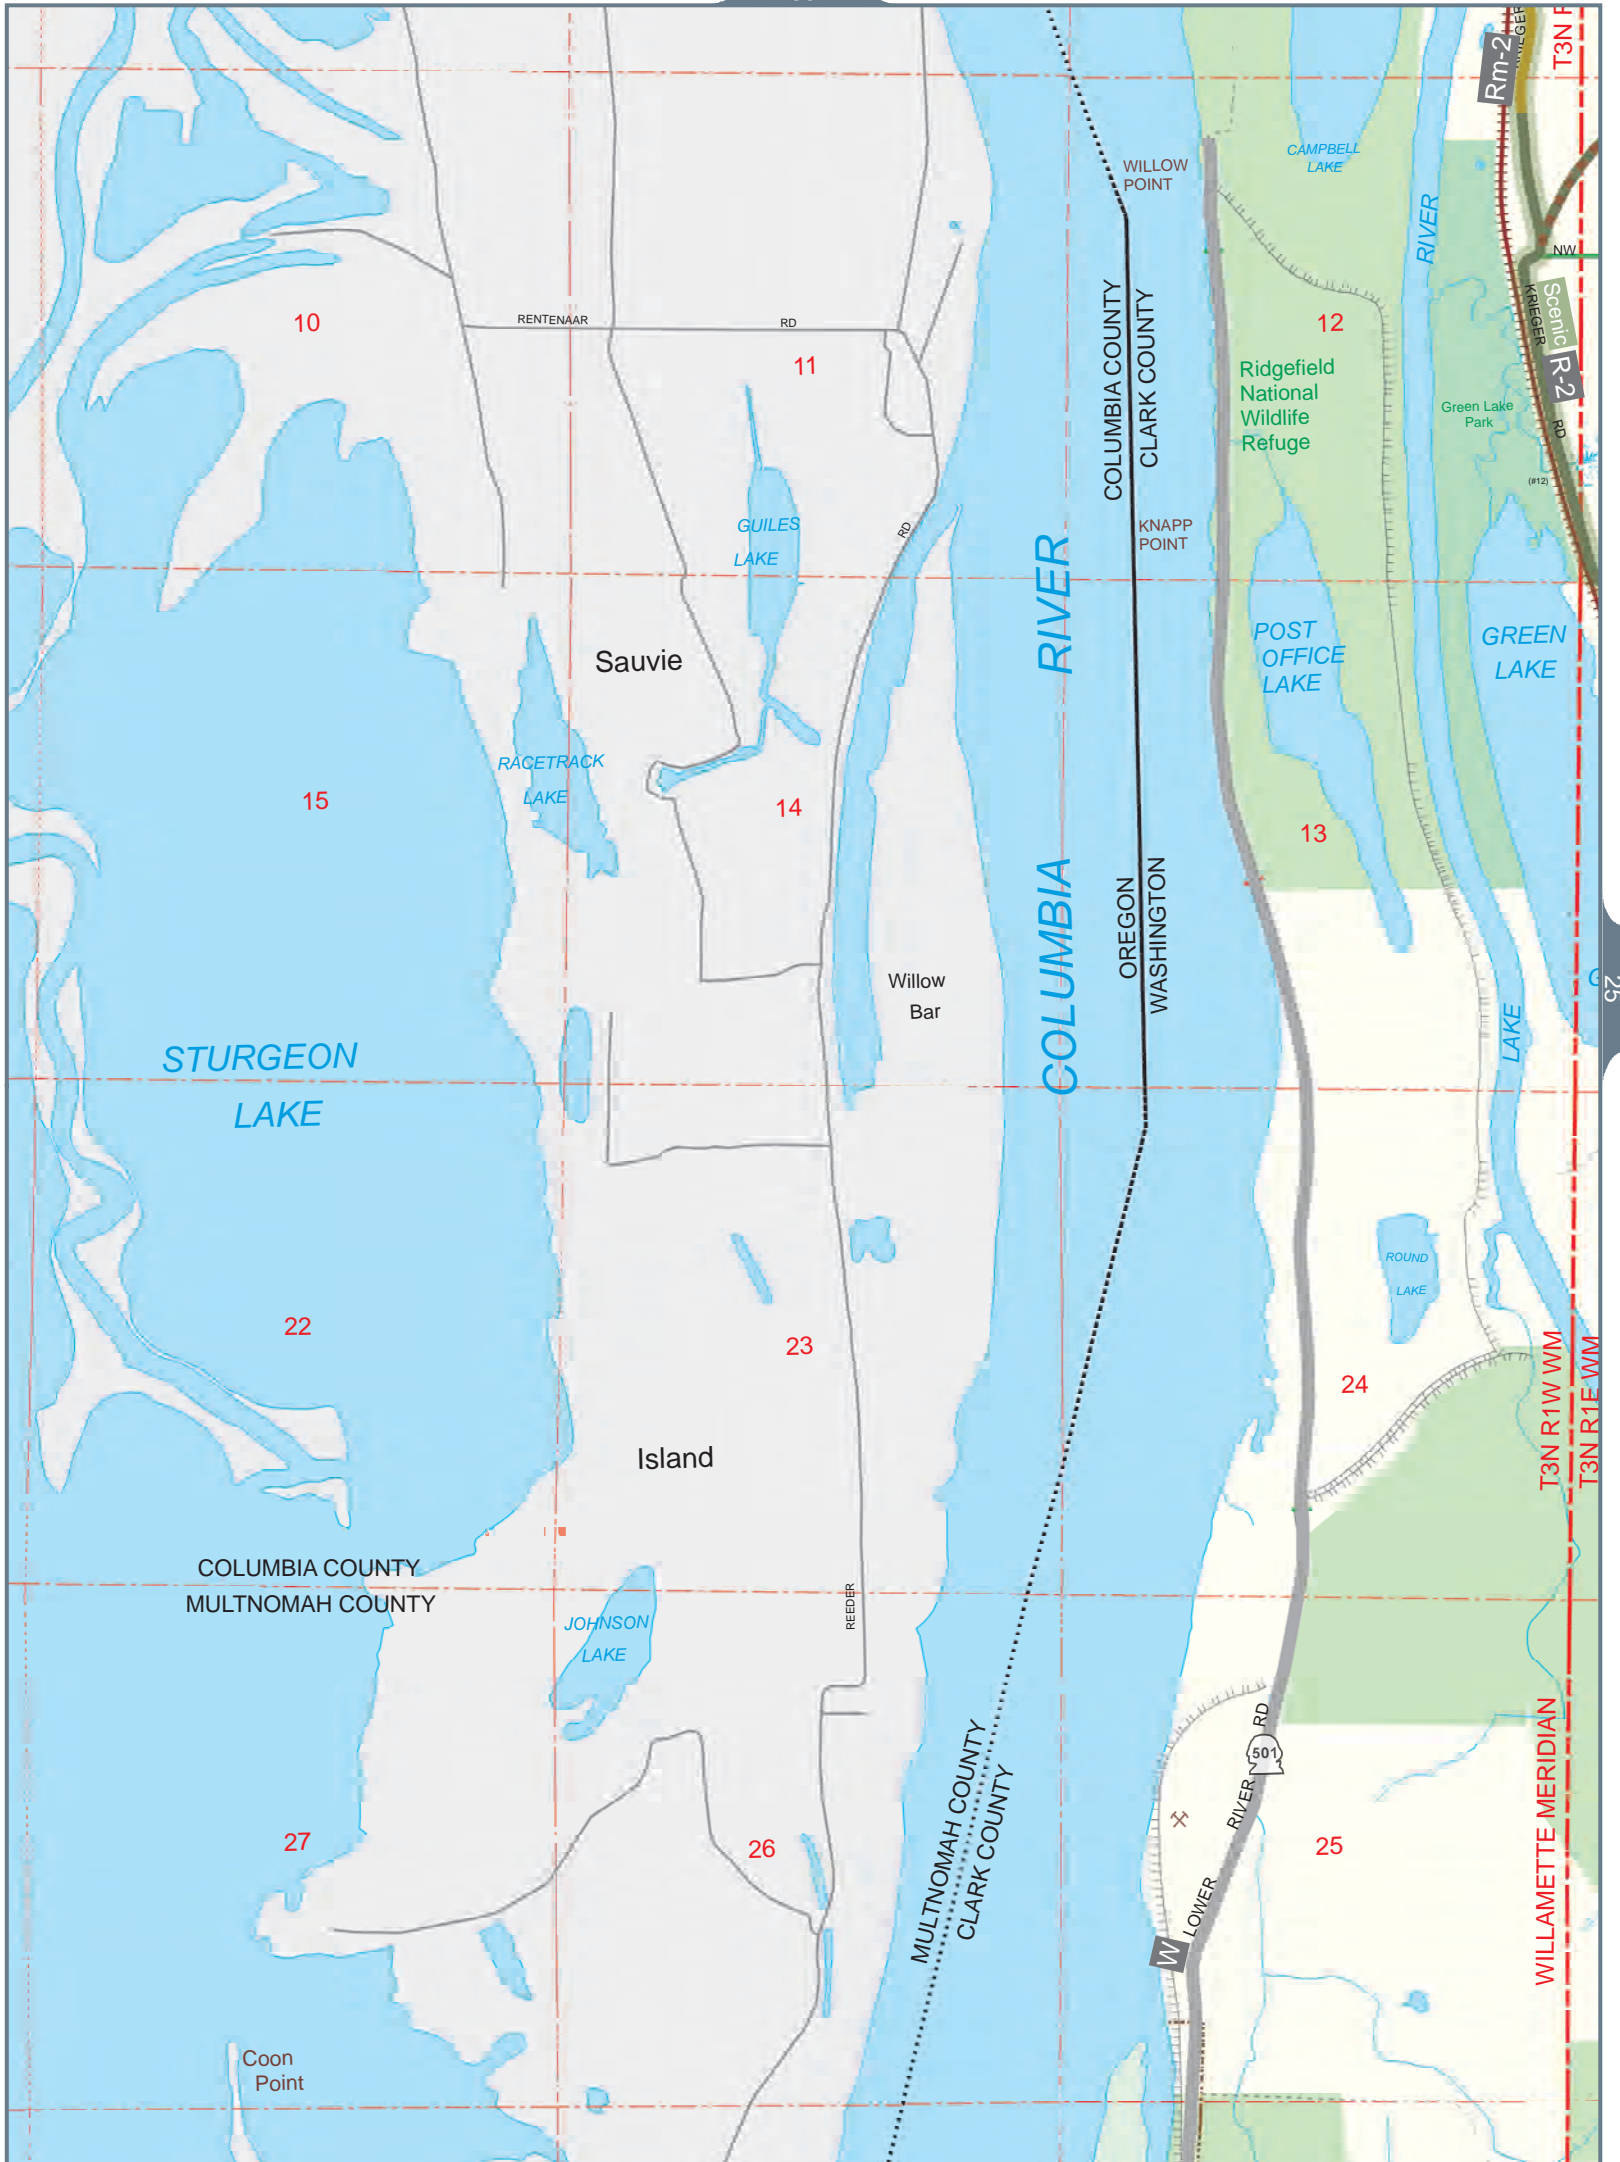 Rm-2
T3N R
WILLOW
POINT
CAMPBELL
LAKE
RIVER
NW
Scenic
R-2
KRIEGER
RD
10
RENTENAAR RD
11
12
COLUMBIA COUNTY
CLARK COUNTY
Ridgefield
National
Wildlife
Refuge
Green Lake
Park
(#12)
GUILES
LAKE
RD
KNAPP
POINT
RIVER
Sauvie
POST
OFFICE
LAKE
GREEN
LAKE
RACETRACK
LAKE
15
14
13
COLUMBIA
OREGON
WASHINGTON
Willow
Bar
25
LAKE
STURGEON
LAKE
ROUND
LAKE
22
23
24
T3N R1W WM
T3N R1E WM
Island
COLUMBIA COUNTY
MULTNOMAH COUNTY
REEDER
JOHNSON
LAKE
MULTNOMAH COUNTY
CLARK COUNTY
RD
501
RIVER
LOWER
W
27
26
25
WILLAMETTE MERIDIAN
Coon
Point